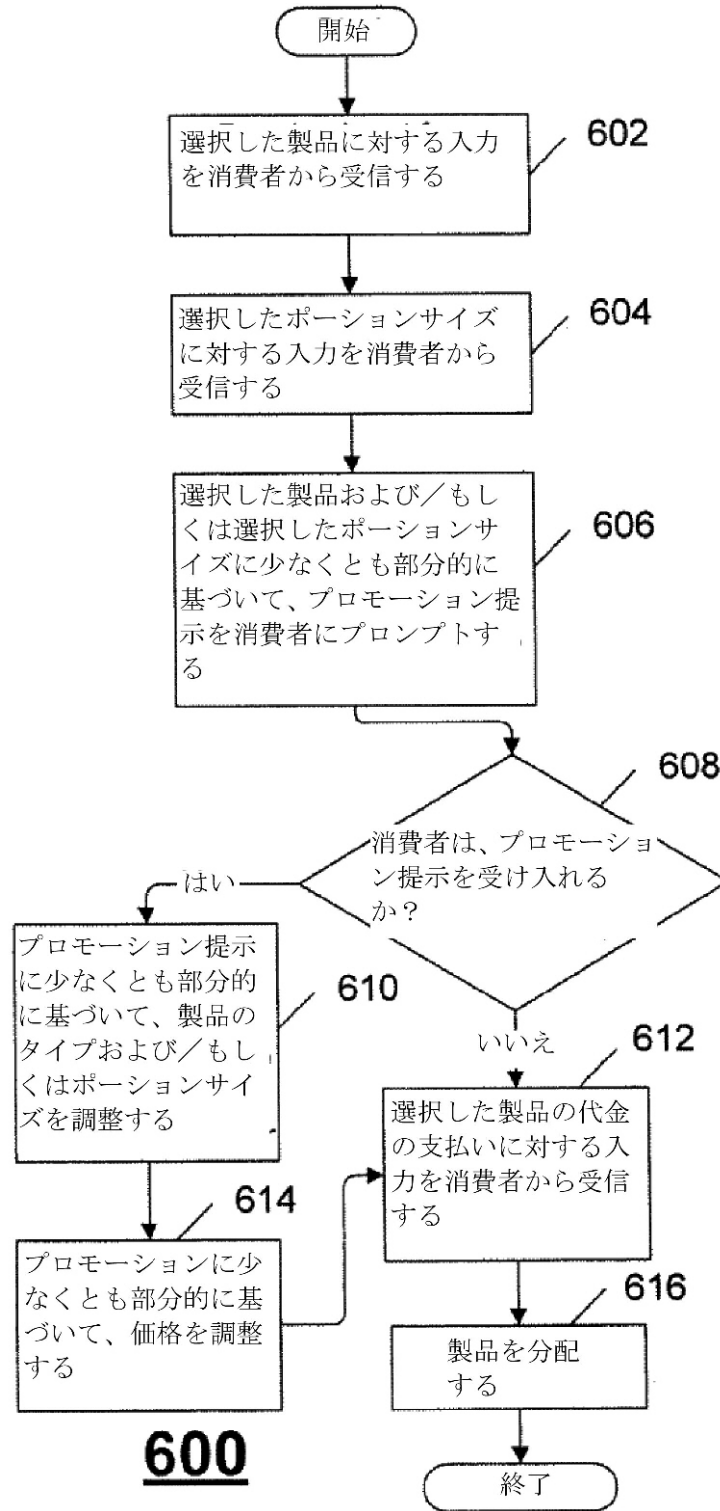 開始
選択した製品に対する入力
を消費者から受信する
602
選択したポーションサイズ
に対する入力を消費者から
受信する
604
選択した製品および／もし
くは選択したポーションサ
イズに少なくとも部分的に
基づいて、プロモーション提
示を消費者にプロンプトす
る
606
608
消費者は、プロモーショ
ン提示を受け入れる
か？
はい
プロモーション提示
に少なくとも部分的
に基づいて、製品の
タイプおよび／もし
くはポーションサイ
ズを調整する
610
いいえ
612
選択した製品の代金
の支払いに対する入
力を消費者から受信
する
614
プロモーションに少
なくとも部分的に基
づいて、価格を調整
する
616
製品を分配
する
600
終了